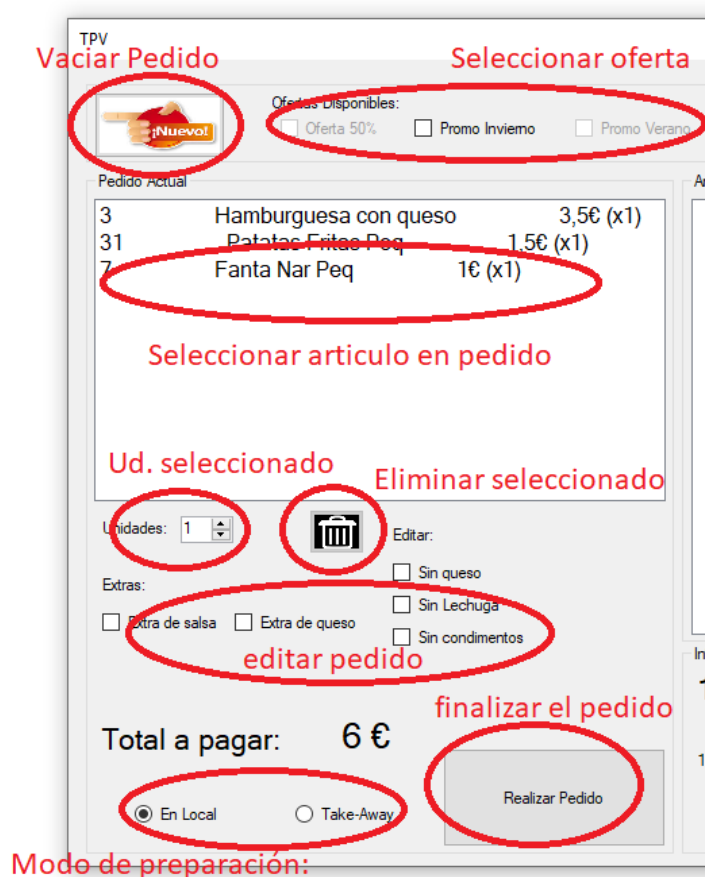 TPV
Vaciar Pedido
Seleccionar oferta
Ofertas Disponibles:
¡Nuevo!
Oferta 50%
Promo Invierno
Promo Verano
Pedido Actual
3 Hamburguesa con queso 3,5€ (x1)
31 Patatas Fritas Peq 1,5€ (x1)
7 Fanta Nar Peq 1€ (x1)
Seleccionar articulo en pedido
Ud. seleccionado
Eliminar seleccionado
Unidades: 1
Editar:
Sin queso
Extras:
Sin Lechuga
Extra de salsa
Extra de queso
Sin condimentos
editar pedido
finalizar el pedido
Total a pagar: 6 €
Realizar Pedido
En Local
Take-Away
Modo de preparación: